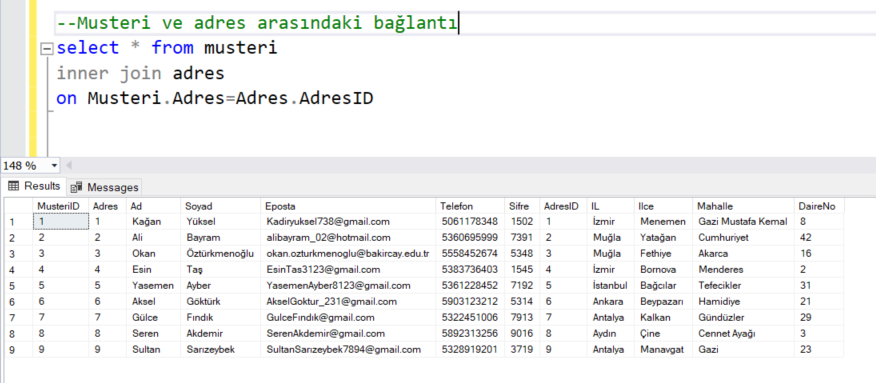 --Musteri ve adres arasındaki bağlantı
select * from musteri
inner join adres
on Musteri.Adres=Adres.AdresID
148 %
Results Messages
MusteriID Adres Ad Soyad Eposta Telefon Sifre AdresID IL Ilce Mahalle DaireNo
1 1 1 Kağan Yüksel Kadiryuksel738@gmail.com 5061178348 1502 1 İzmir Menemen Gazi Mustafa Kemal 8
2 2 2 Ali Bayram alibayram_02@hotmail.com 5360695999 7391 2 Muğla Yatağan Cumhuriyet 42
3 3 3 Okan Öztürkmenoğlu okan.ozturkmenoglu@bakircay.edu.tr 5558452674 5348 3 Muğla Fethiye Akarca 16
4 4 4 Esin Taş EsinTas3123@gmail.com 5383736403 1545 4 İzmir Bornova Menderes 2
5 5 5 Yasemen Ayber YasemenAyber8123@gmail.com 5361228452 7192 5 İstanbul Bağcılar Tefecikler 31
6 6 6 Aksel Göktürk AkselGoktur_231@gmail.com 5903123212 5314 6 Ankara Beypazarı Hamidiye 21
7 7 7 Gülce Fındık GulceFındık@gmail.com 5322451006 7913 7 Antalya Kalkan Gündüzler 29
8 8 8 Seren Akdemir SerenAkdemir@gmail.com 5892313256 9016 8 Aydın Çine Cennet Ayağı 3
9 9 9 Sultan Sarızeybek SultanSarızeybek7894@gmail.com 5328919201 3719 9 Antalya Manavgat Gazi 23